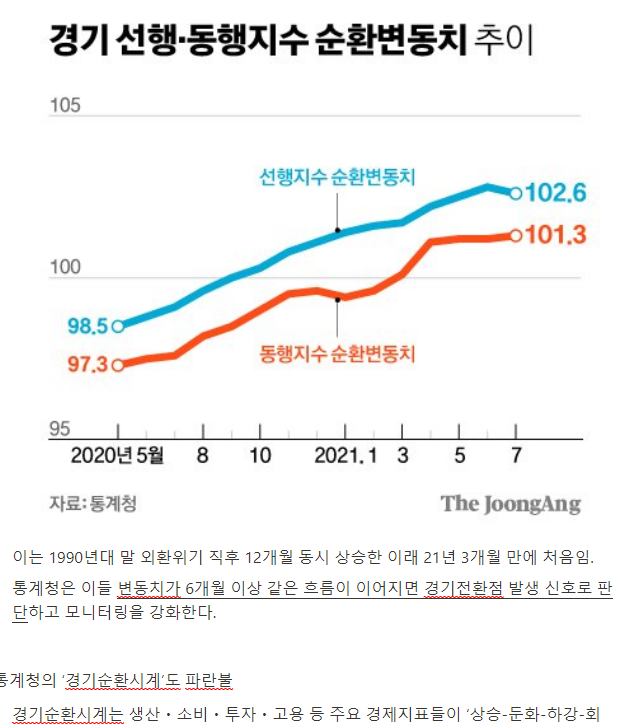 경기 선행·동행지수 순환변동치 추이
105
선행지수 순환변동치
102.6
101.3
100
98.5
97.3
동행지수 순환변동치
95
2020년 5월 8 10 2021. 1 3 5 7
자료: 통계청 The JoongAng
이는 1990년대 말 외환위기 직후 12개월 동시 상승한 이래 21년 3개월 만에 처음임.
통계청은 이들 변동치가 6개월 이상 같은 흐름이 이어지면 경기전환점 발생 신호로 판
단하고 모니터링을 강화한다.
통계청의 '경기순환시계'도 파란불
경기순환시계는 생산・소비・투자・고용 등 주요 경제지표들이 '상승-둔화-하강-회